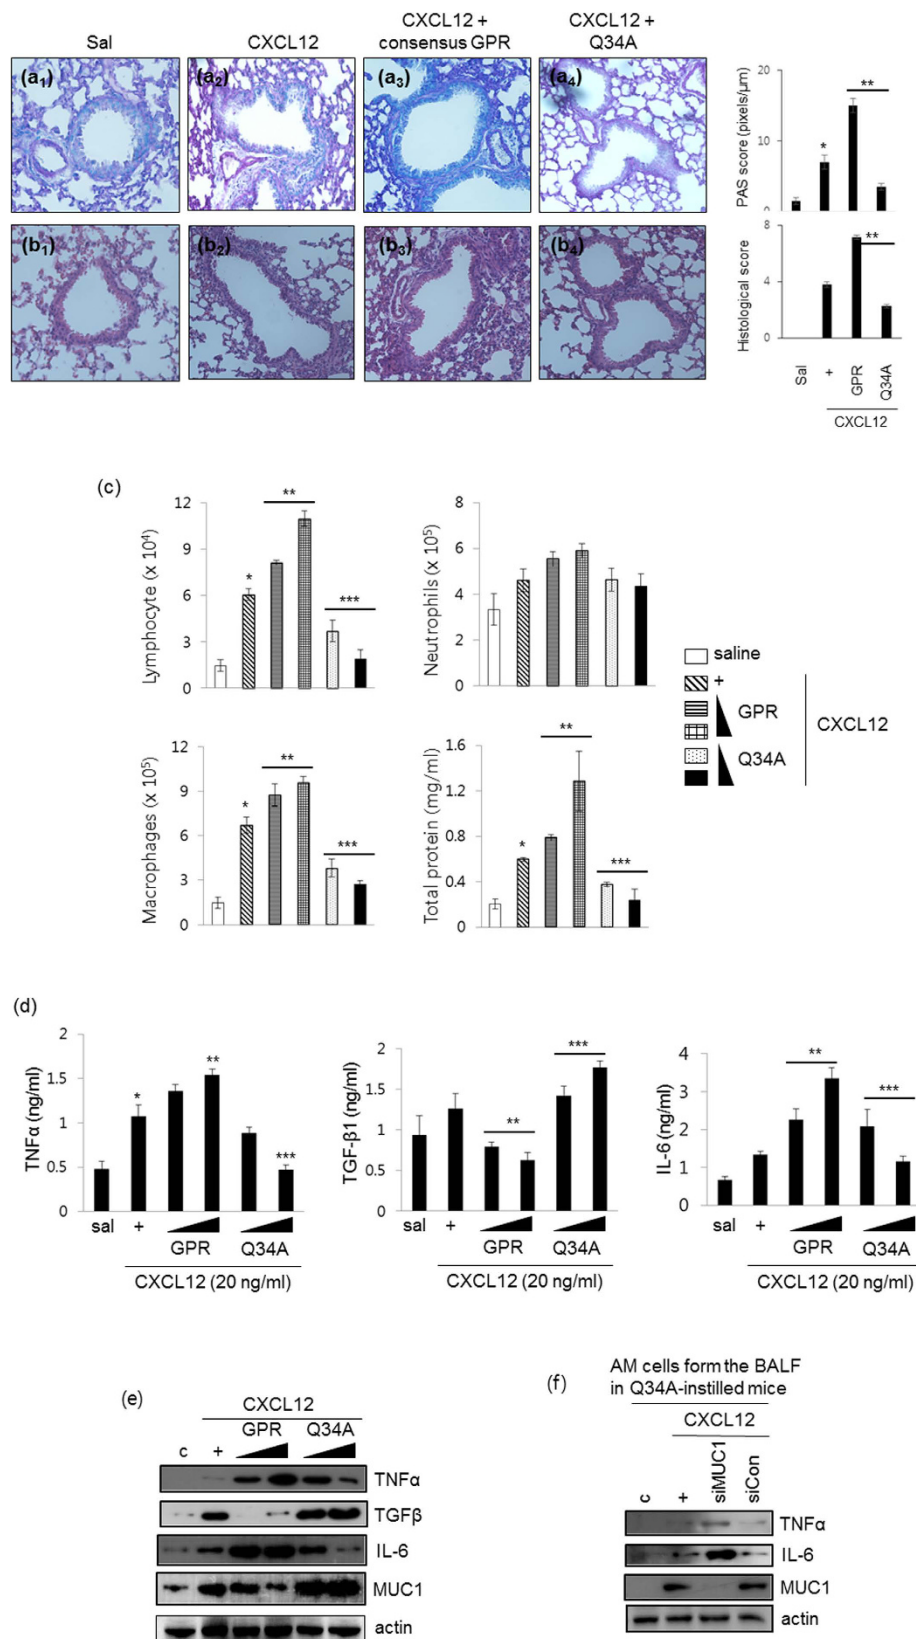 Sal
CXCL12
CXCL12 +
consensus GPR
CXCL12 +
Q34A
(a1)
(a2)
(a3)
(a4)
PAS score (pixels/µm)
20
10
0
*
**
(b1)
(b2)
(b3)
(b4)
Histological score
8
4
0
**
Sal
+
GPR
Q34A
CXCL12
(c)
Lymphocyte (x 10⁴)
12
9
6
3
0
*
**
***
Neutrophils (x 10⁵)
8
6
4
2
0
saline
+
GPR
Q34A
CXCL12
Macrophages (x 10⁵)
12
9
6
3
0
*
**
***
Total protein (mg/ml)
1.6
1.2
0.8
0.4
0
*
**
***
(d)
TNFα (ng/ml)
2
1.5
1
0.5
0
*
**
***
sal
+
GPR
Q34A
CXCL12 (20 ng/ml)
TGF-β1 (ng/ml)
2
1.5
1
0.5
0
**
***
sal
+
GPR
Q34A
CXCL12 (20 ng/ml)
IL-6 (ng/ml)
4
3
2
1
0
**
***
sal
+
GPR
Q34A
CXCL12 (20 ng/ml)
(e)
CXCL12
GPR
Q34A
c
+
TNFα
TGFβ
IL-6
MUC1
actin
(f)
AM cells form the BALF
in Q34A-instilled mice
CXCL12
c
+
siMUC1
siCon
TNFα
IL-6
MUC1
actin